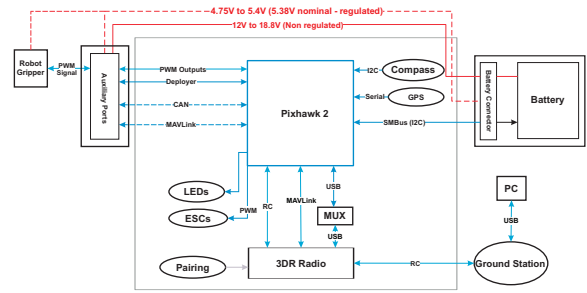 4.75V to 5.4V (5.38V nominal - regulated)
12V to 18.8V (Non regulated)
Robot
Gripper
PWM
Signal
Auxiliary Ports
PWM Outputs
Deployer
CAN
MAVLink
Pixhawk 2
I2C
Compass
Serial
GPS
SMBus (I2C)
Battery Connector
Battery
LEDs
ESCs
PWM
RC
MAVLink
USB
MUX
USB
PC
USB
Pairing
3DR Radio
RC
Ground Station